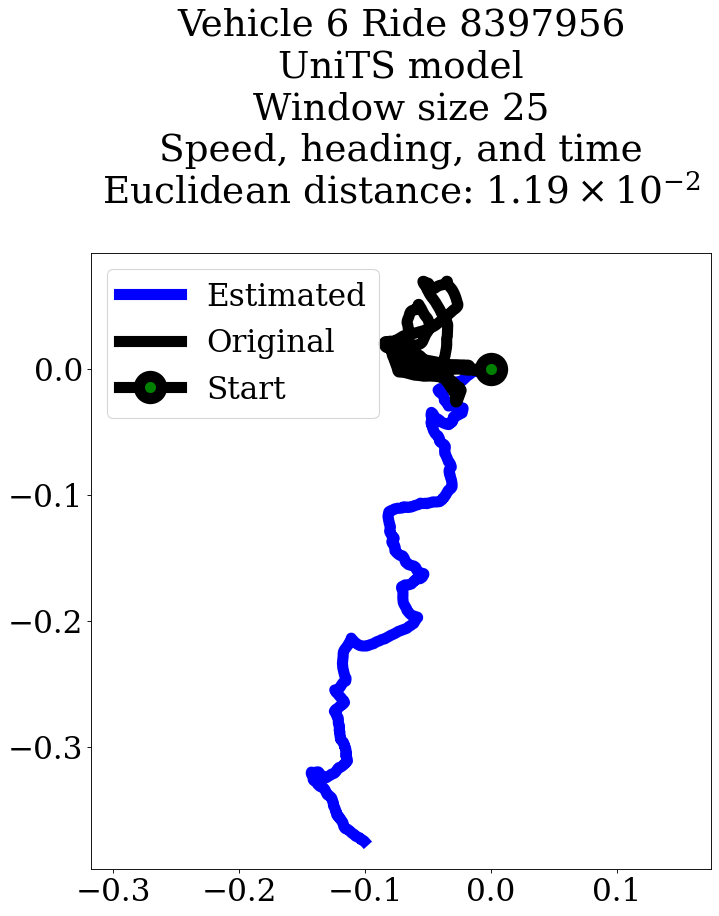 Vehicle 6 Ride 8397956
UniTS model
Window size 25
Speed, heading, and time
Euclidean distance: 1.19 × 10⁻²
Estimated
Original
Start
0.0
−0.1
−0.2
−0.3
−0.3 −0.2 −0.1 0.0 0.1